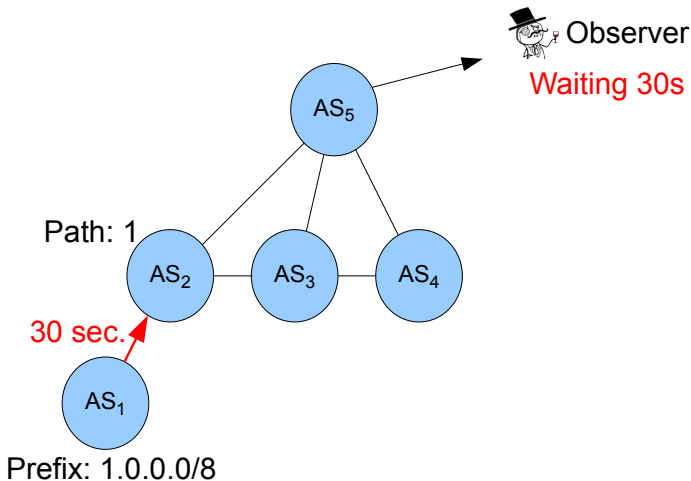 Observer
Waiting 30s
AS₅
Path: 1
AS₂
AS₃
AS₄
30 sec.
AS₁
Prefix: 1.0.0.0/8